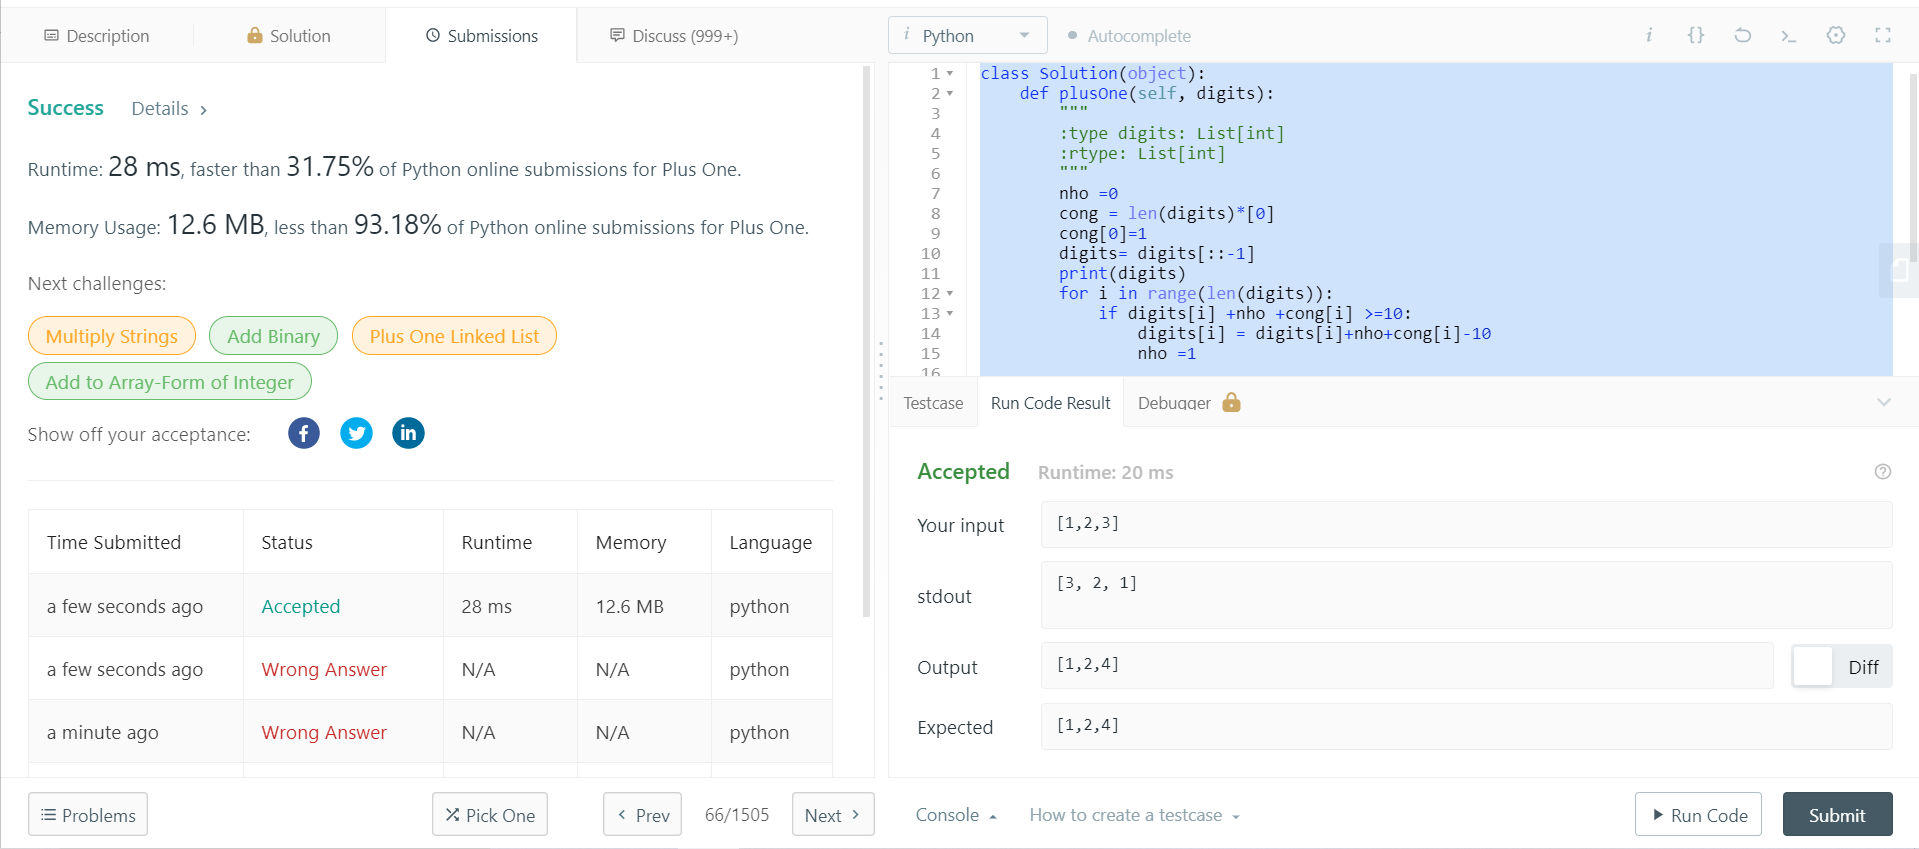 Description
Solution
Submissions
Discuss (999+)
Success Details >
Runtime: 28 ms, faster than 31.75% of Python online submissions for Plus One.
Memory Usage: 12.6 MB, less than 93.18% of Python online submissions for Plus One.
Next challenges:
Multiply Strings
Add Binary
Plus One Linked List
Add to Array-Form of Integer
Show off your acceptance:
Time Submitted Status Runtime Memory Language
a few seconds ago Accepted 28 ms 12.6 MB python
a few seconds ago Wrong Answer N/A N/A python
a minute ago Wrong Answer N/A N/A python
Problems
Pick One
< Prev
66/1505
Next >
i Python
Autocomplete
i {} >_
1 class Solution(object):
2 def plusOne(self, digits):
3 """
4 :type digits: List[int]
5 :rtype: List[int]
6 """
7 nho =0
8 cong = len(digits)*[0]
9 cong[0]=1
10 digits= digits[::-1]
11 print(digits)
12 for i in range(len(digits)):
13 if digits[i] +nho +cong[i] >=10:
14 digits[i] = digits[i]+nho+cong[i]-10
15 nho =1
16
Testcase
Run Code Result
Debugger
Accepted Runtime: 20 ms
Your input [1,2,3]
stdout [3, 2, 1]
Output [1,2,4] Diff
Expected [1,2,4]
Console
How to create a testcase
Run Code
Submit